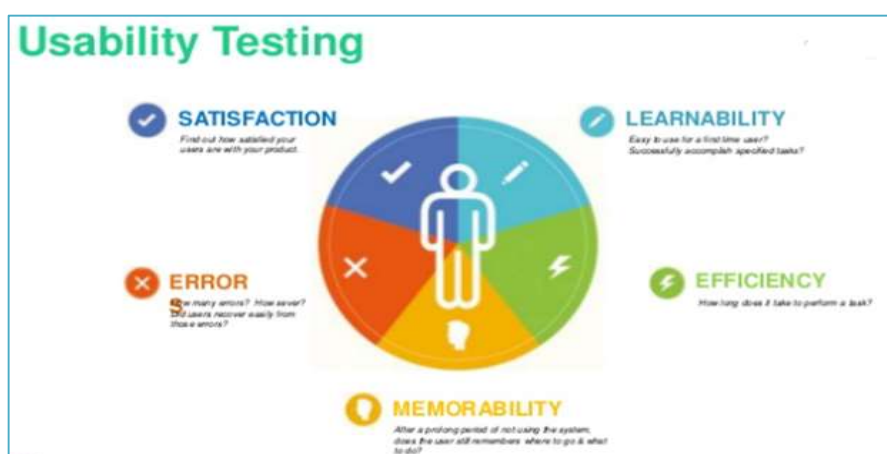 Usability Testing
SATISFACTION
Find out how satisfied your
users are with your product.
LEARNABILITY
Easy to use for a first time user?
Successfully accomplish specified tasks?
ERROR
S
How many errors? How sever?
Did users recover easily from
those errors?
EFFICIENCY
How long does it take to perform a task?
MEMORABILITY
After a prolong period of not using the system,
does the user still remembers where to go & what
to do?